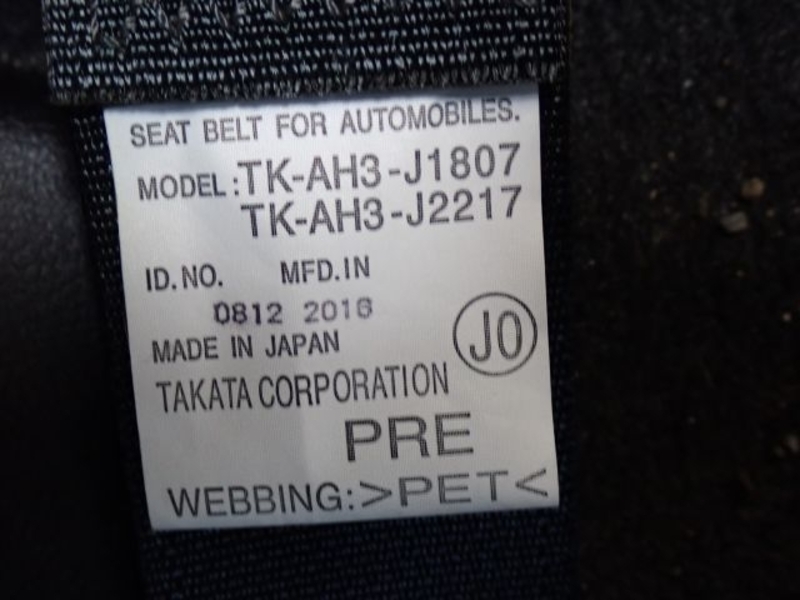 SEAT BELT FOR AUTOMOBILES.
MODEL:TK-AH3-J1807
TK-AH3-J2217
ID.NO. MFD.IN
0812 2016
MADE IN JAPAN
J0
TAKATA CORPORATION
PRE
WEBBING:>PET<